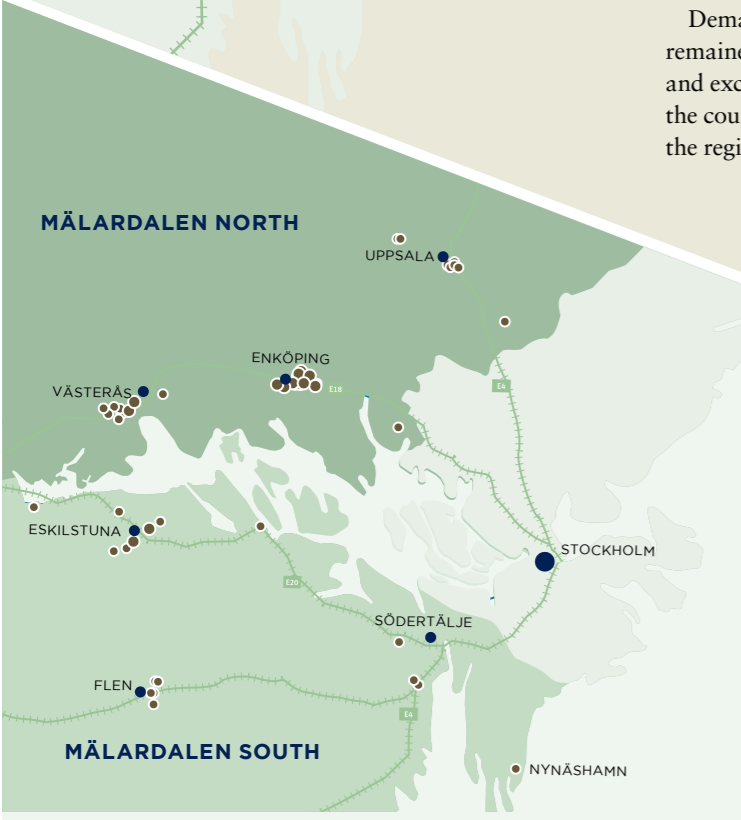 Dema
remaine
and exc
the cou
the regi
MÄLARDALEN NORTH
UPPSALA
ENKÖPING
E18
VÄSTERÅS
E4
ESKILSTUNA
STOCKHOLM
E20
SÖDERTÄLJE
FLEN
E4
MÄLARDALEN SOUTH
NYNÄSHAMN